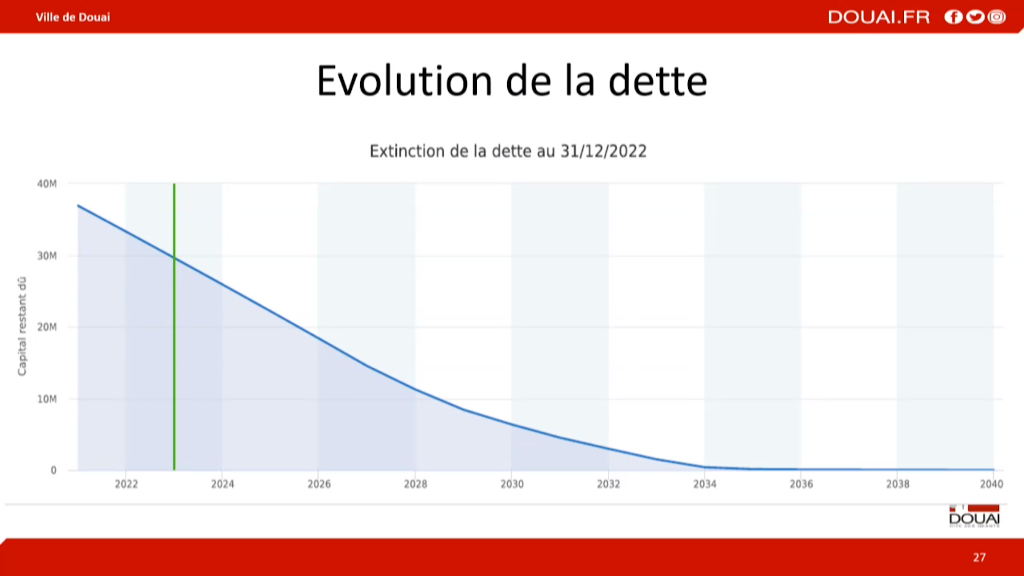 Ville de Douai
DOUAI.FR
Evolution de la dette
Extinction de la dette au 31/12/2022
40M
30M
20M
10M
0
Capital restant dû
2022 2024 2026 2028 2030 2032 2034 2036 2038 2040
DOUAI
27